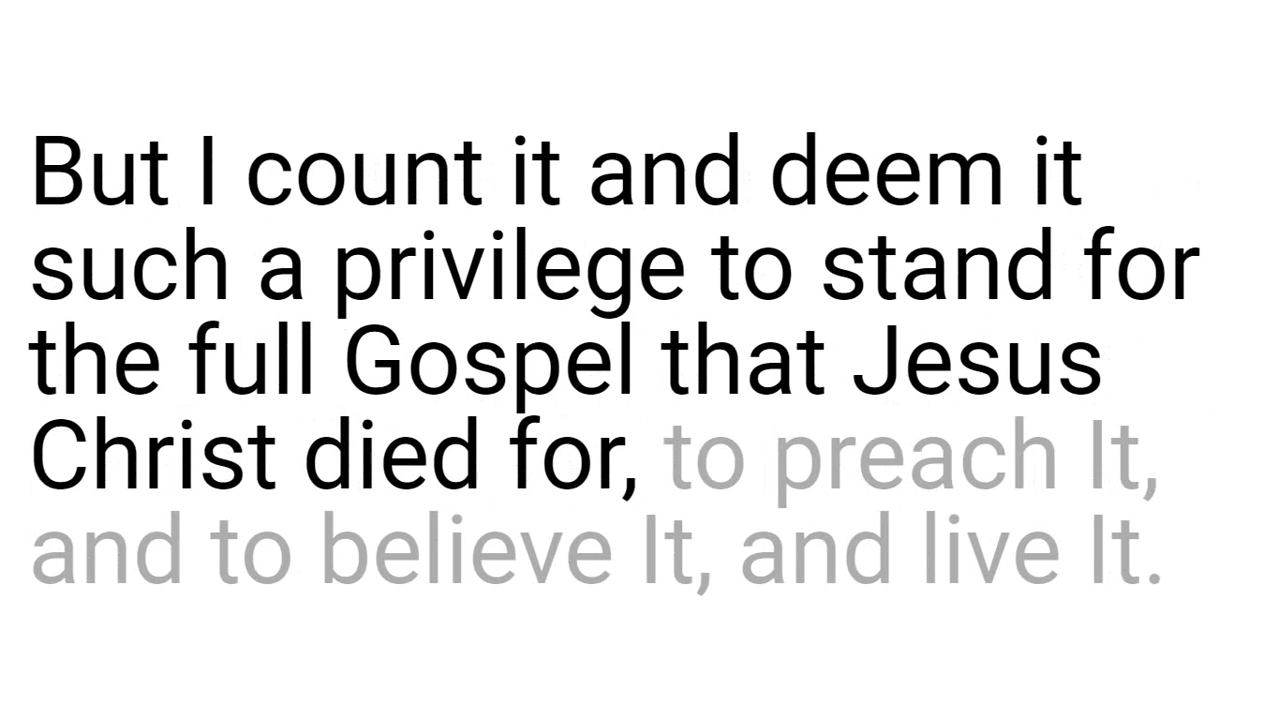 But I count it and deem it
such a privilege to stand for
the full Gospel that Jesus
Christ died for, to preach It,
and to believe It, and live It.